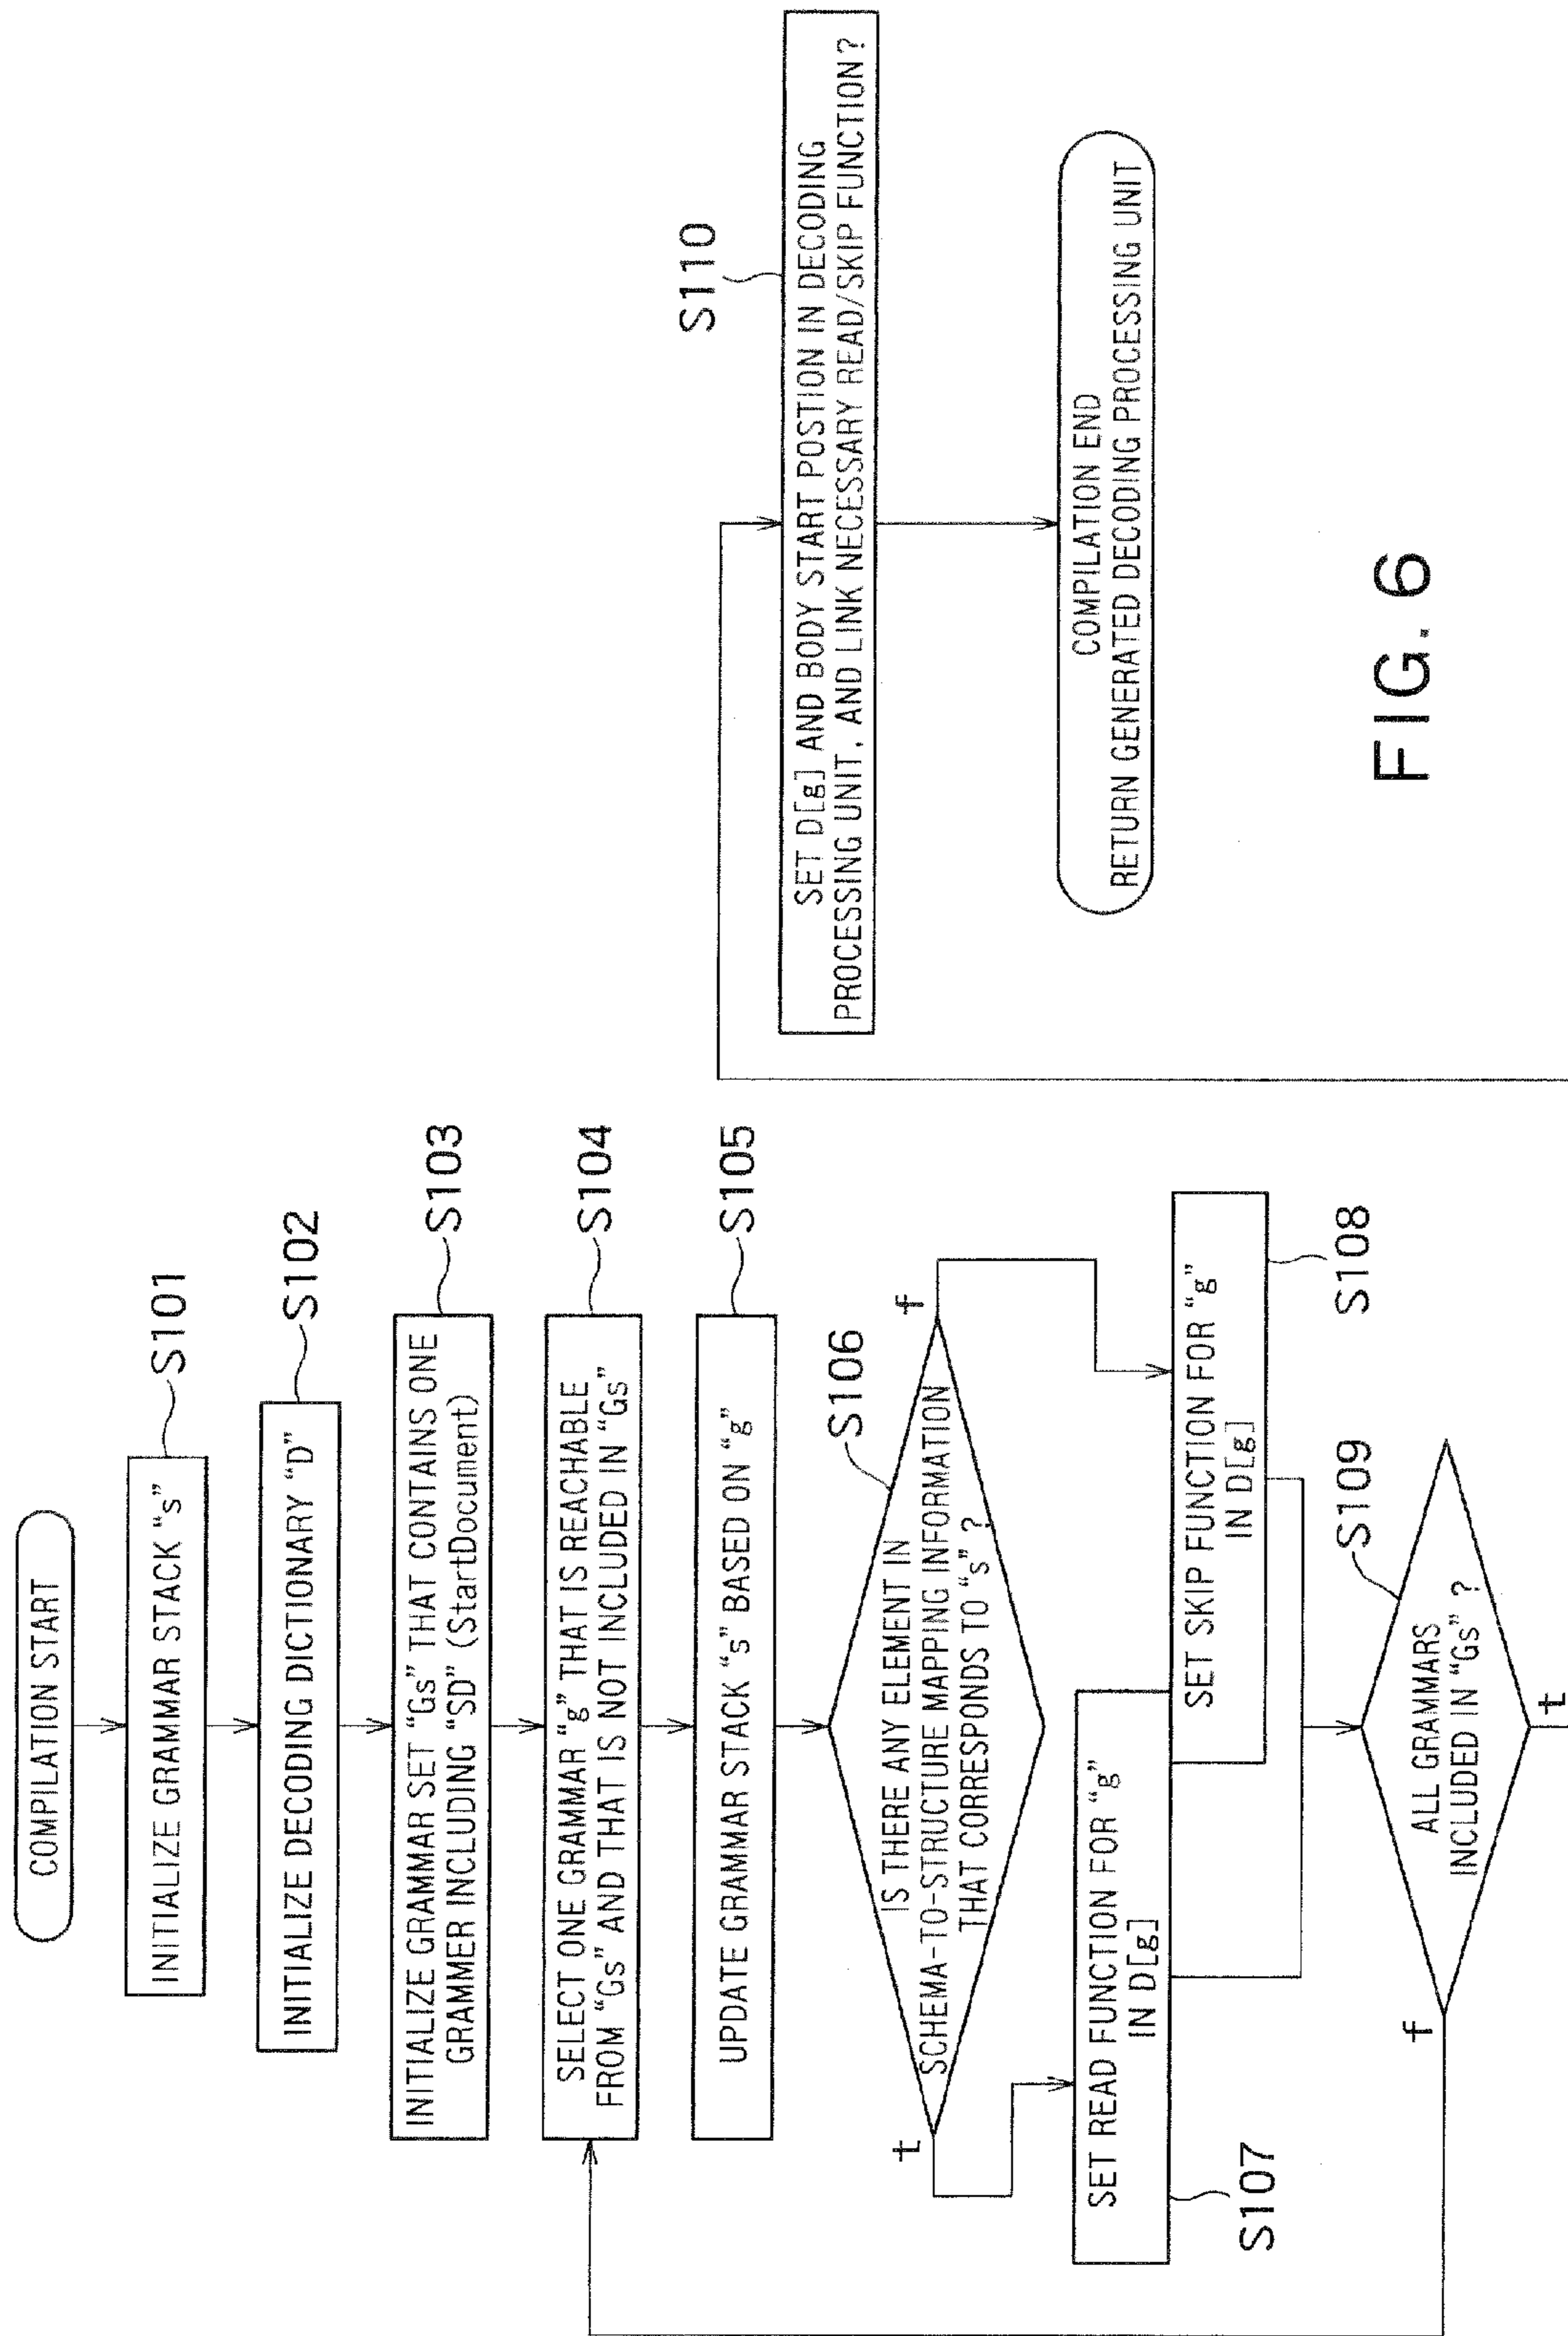 COMPILATION START
INITIALIZE GRAMMAR STACK “s”
S101
INITIALIZE DECODING DICTIONARY “D”
S102
INITIALIZE GRAMMAR SET “Gs” THAT CONTAINS ONE
GRAMMER INCLUDING “SD” (StartDocument)
S103
SELECT ONE GRAMMAR “g” THAT IS REACHABLE
FROM “Gs” AND THAT IS NOT INCLUDED IN “Gs”
S104
UPDATE GRAMMAR STACK “s” BASED ON “g”
S105
IS THERE ANY ELEMENT IN
SCHEMA-TO-STRUCTURE MAPPING INFORMATION
THAT CORRESPONDS TO “s” ?
S106
t
f
SET READ FUNCTION FOR “g”
IN D[g]
S107
SET SKIP FUNCTION FOR “g”
IN D[g]
S108
ALL GRAMMARS
INCLUDED IN “Gs” ?
S109
f
t
S110
SET D[g] AND BODY START POSTION IN DECODING
PROCESSING UNIT, AND LINK NECESSARY READ/SKIP FUNCTION?
COMPILATION END
RETURN GENERATED DECODING PROCESSING UNIT
FIG. 6